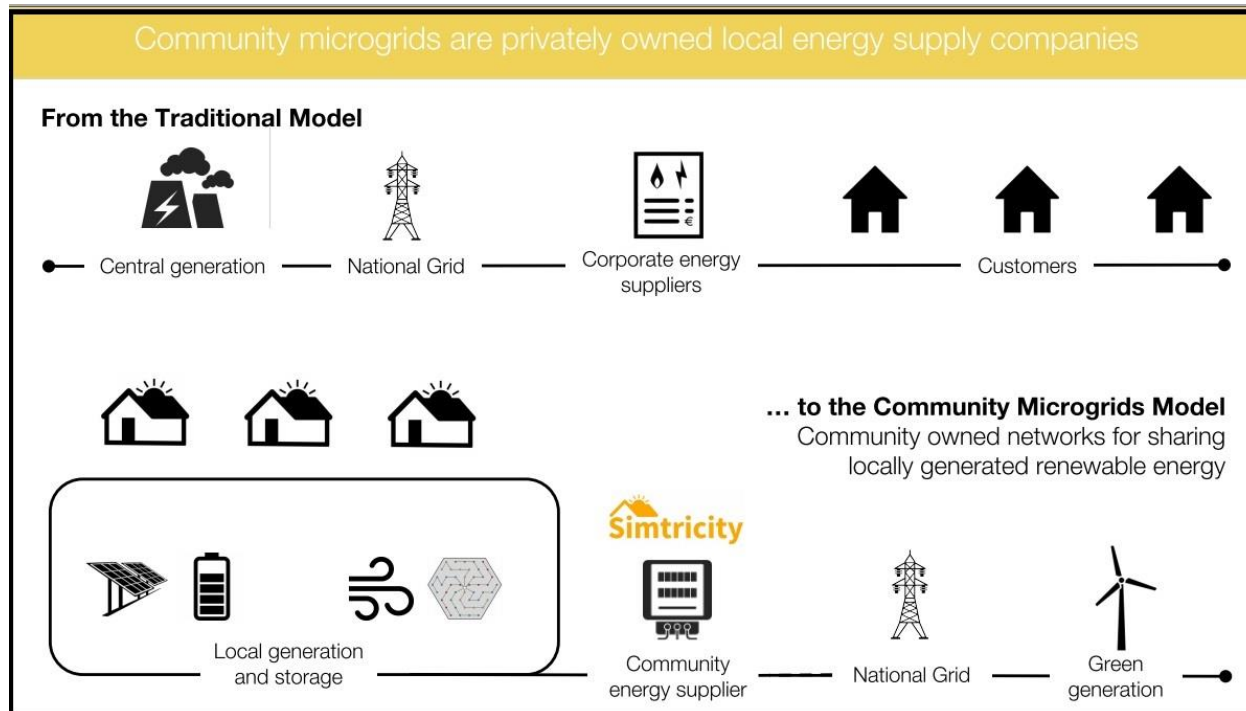 Community microgrids are privately owned local energy supply companies
From the Traditional Model
€
Central generation
National Grid
Corporate energy
suppliers
Customers
... to the Community Microgrids Model
Community owned networks for sharing
locally generated renewable energy
Simtricity
Local generation
and storage
Community
energy supplier
National Grid
Green
generation